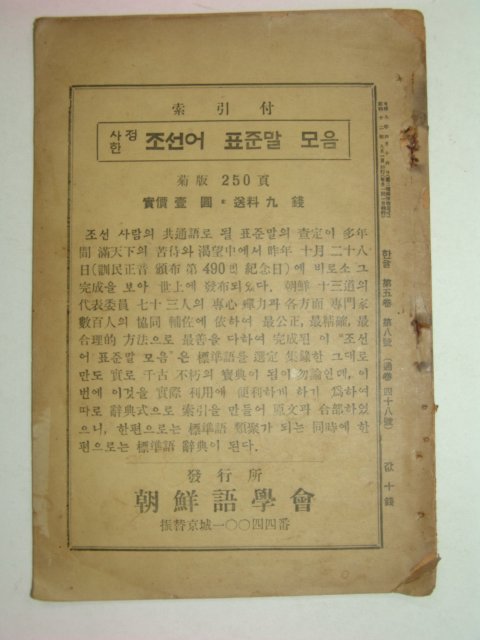 索引付
사정한 조선어 표준말 모음
菊版 250頁
實價壹圓 · 送料九錢
조선 사람의 共通語로 될 표준말의 査定이 多年
間 滿天下의 苦待와 渴望中에서 昨年 十月 二十八
日(訓民正音 頒布 第490回 紀念日)에 비로소 그
完成을 보아 世上에 發布되었다. 朝鮮 十三道의
代表委員 七十三人의 專心 彈力과 各方面 專門家
數百人의 協同 輔佐에 依하여 最公正, 最精確, 最
合理的 方法으로 最善을 다하여 完成된 이 "조선
어 표준말 모음"은 標準語를 選定 集錄한 그대로
만도 實로 千古 不朽의 寶典이 됨이 勿論인데, 이
번에 이것을 實際 利用에 便利하게 하기 爲하여
따로 辭典式으로 索引을 만들어 原文과 合部하였
으니, 한편으로는 標準語 類聚가 되는 同時에 한
편으로는 標準語 辭典이 된다.
發行所
朝鮮語學會
振替京城一〇〇四四番
한글 第五卷 第八號 (通卷 四十八號) 값 十錢